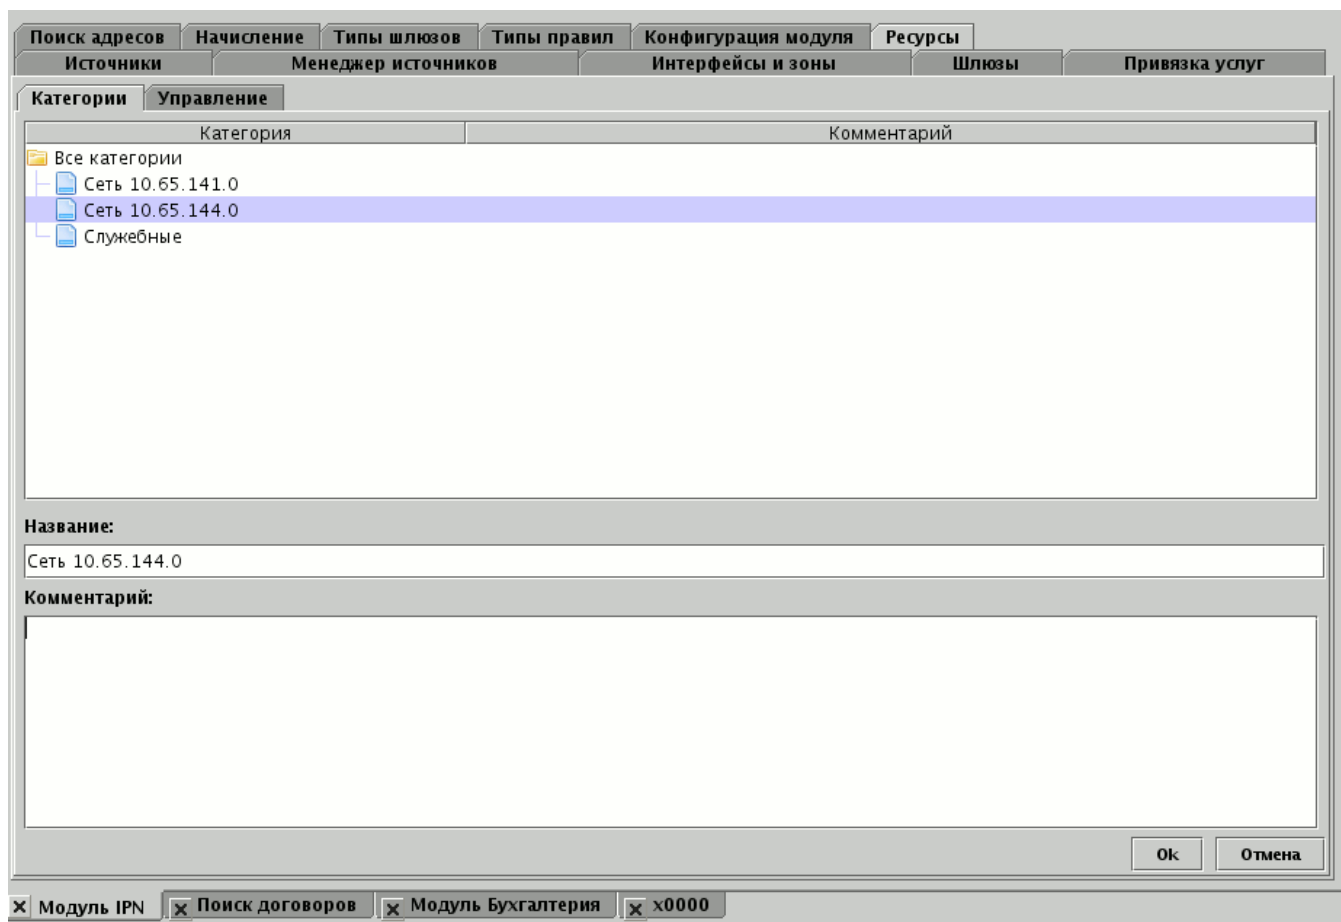 Поиск адресов Начисление Типы шлюзов Типы правил Конфигурация модуля Ресурсы
Источники Менеджер источников Интерфейсы и зоны Шлюзы Привязка услуг
Категории Управление
Категория Комментарий
Все категории
Сеть 10.65.141.0
Сеть 10.65.144.0
Служебные
Название:
Сеть 10.65.144.0
Комментарий:
Ok Отмена
Модуль IPN Поиск договоров Модуль Бухгалтерия x0000